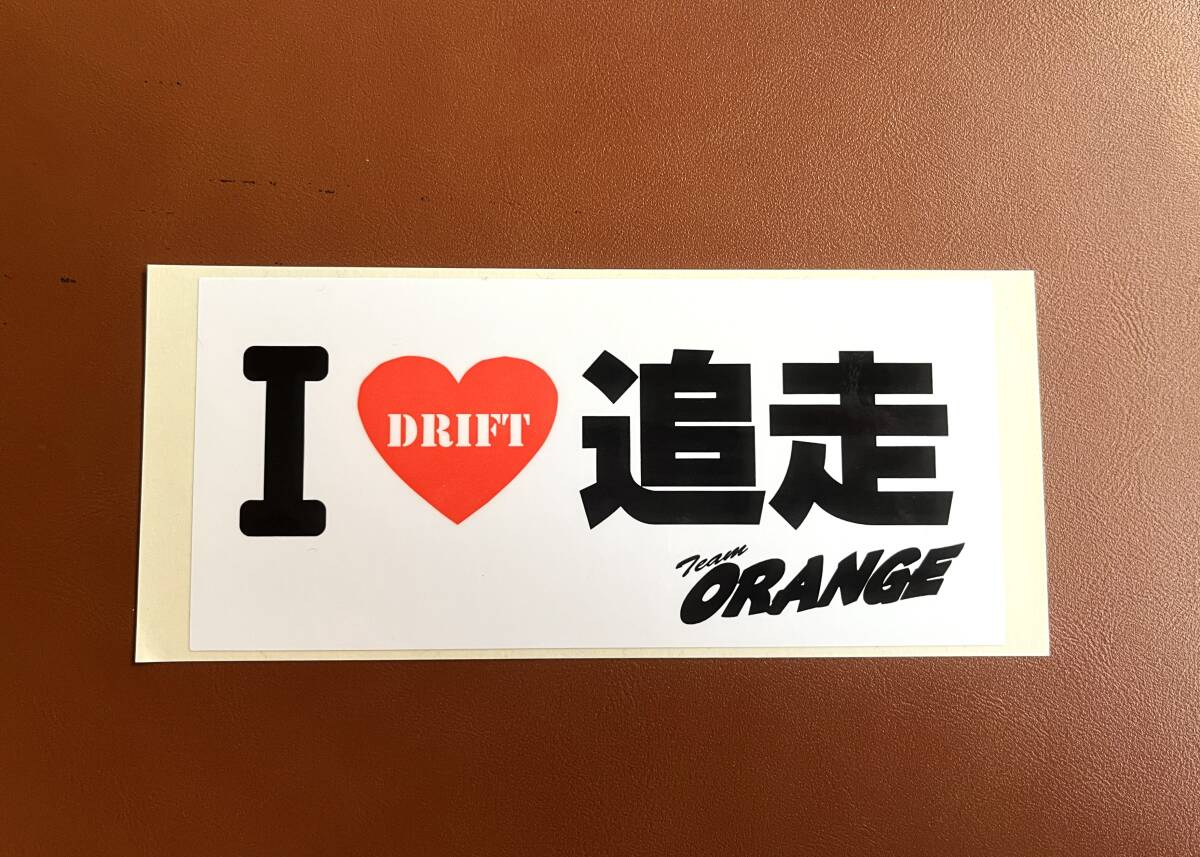 I DRIFT 追走
Team
ORANGE